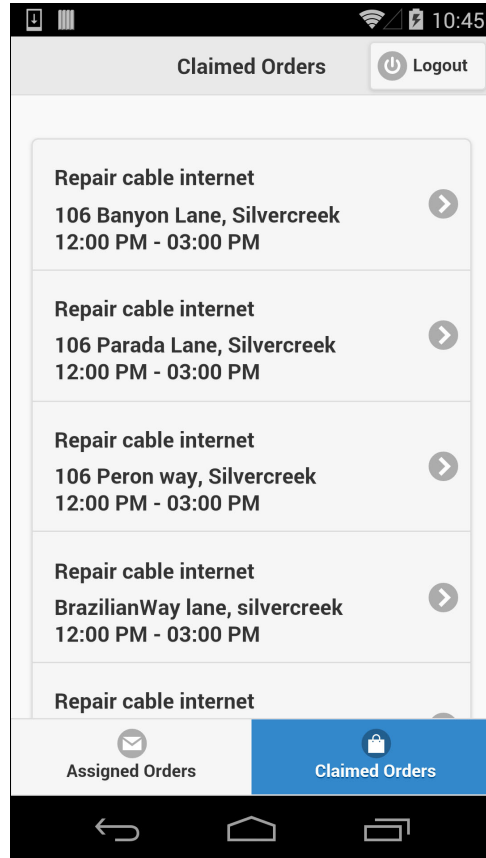 10:45
Claimed Orders
Logout
Repair cable internet
106 Banyon Lane, Silvercreek
12:00 PM - 03:00 PM
Repair cable internet
106 Parada Lane, Silvercreek
12:00 PM - 03:00 PM
Repair cable internet
106 Peron way, Silvercreek
12:00 PM - 03:00 PM
Repair cable internet
BrazilianWay lane, silvercreek
12:00 PM - 03:00 PM
Repair cable internet
Assigned Orders
Claimed Orders